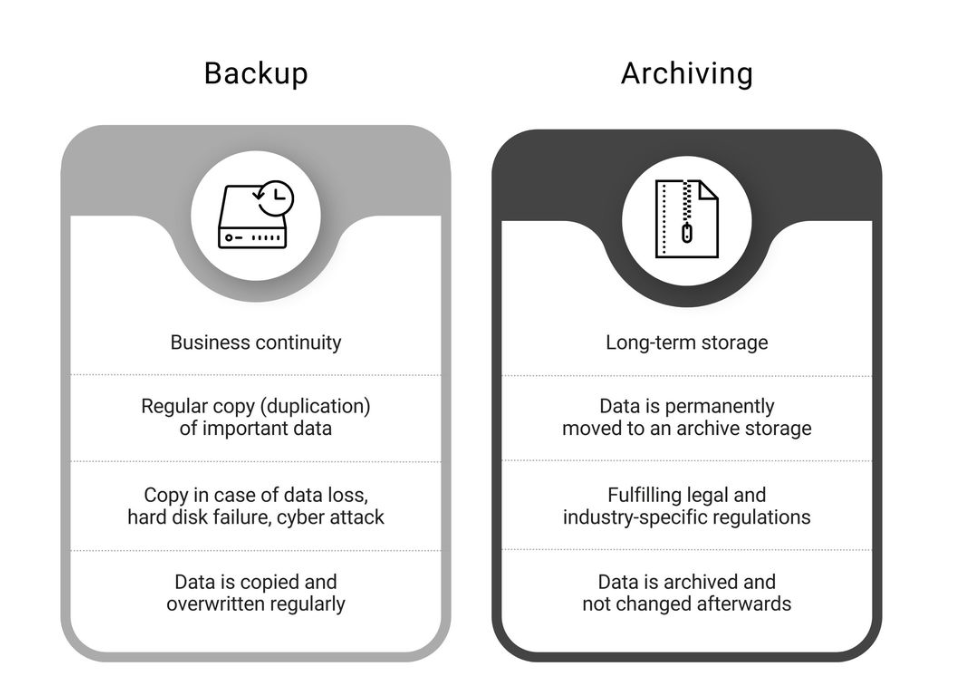 Backup
Business continuity
Regular copy (duplication)
of important data
Copy in case of data loss,
hard disk failure, cyber attack
Data is copied and
overwritten regularly
Archiving
Long-term storage
Data is permanently
moved to an archive storage
Fulfilling legal and
industry-specific regulations
Data is archived and
not changed afterwards